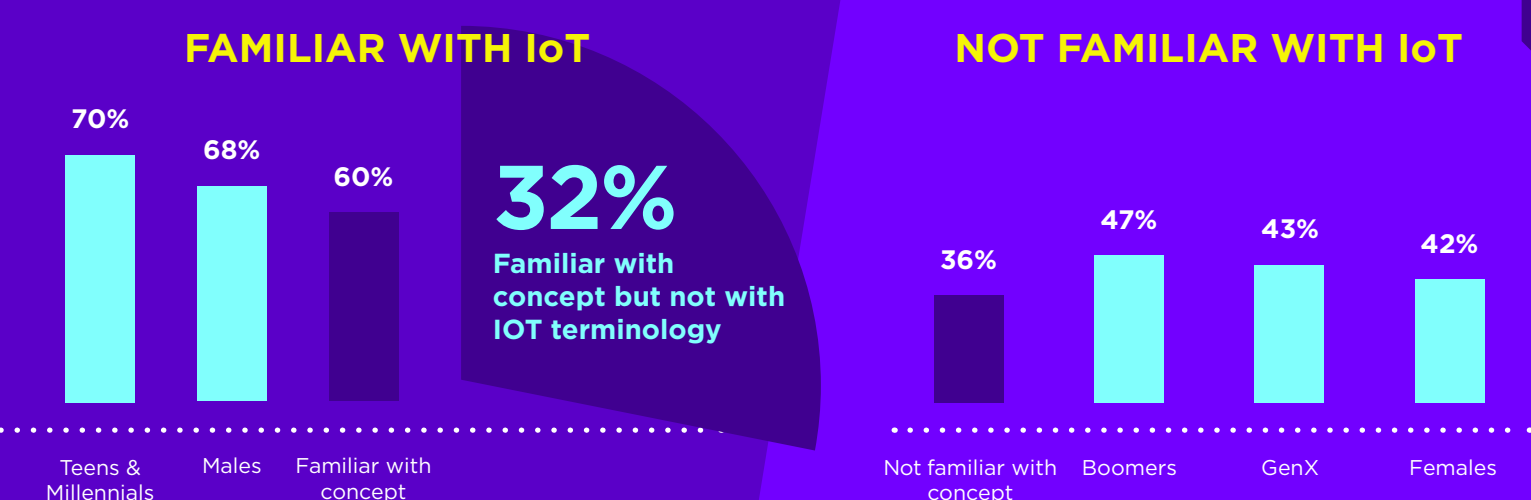 FAMILIAR WITH IoT
70%
68%
60%
Teens &
Millennials
Males
Familiar with
concept
32%
Familiar with
concept but not with
IOT terminology
NOT FAMILIAR WITH IoT
36%
47%
43%
42%
Not familiar with
concept
Boomers
GenX
Females